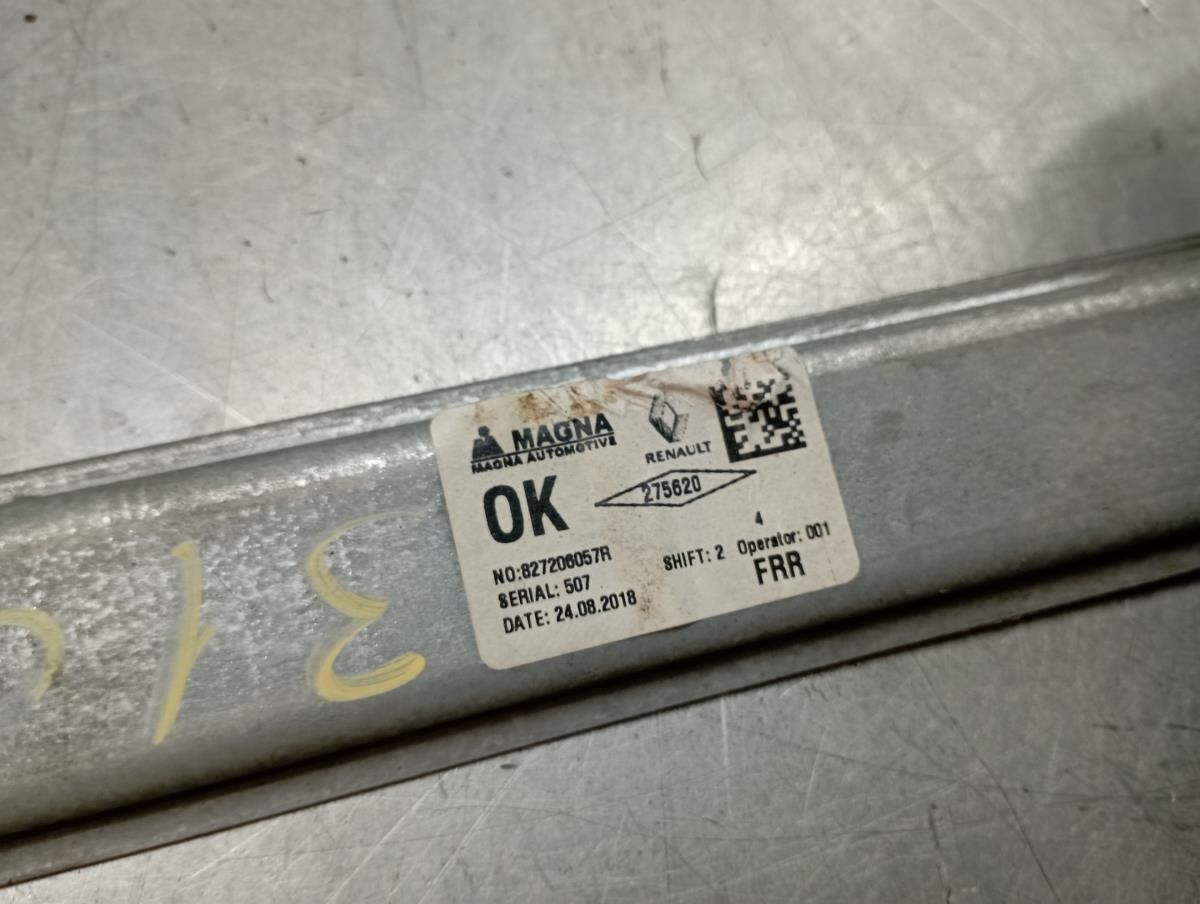 MAGNA
MAGNA AUTOMOTIVE
RENAULT
OK
275620
4
NO:827206057R
SHIFT: 2 Operator: 001
SERIAL: 507
FRR
DATE: 24.08.2018
13